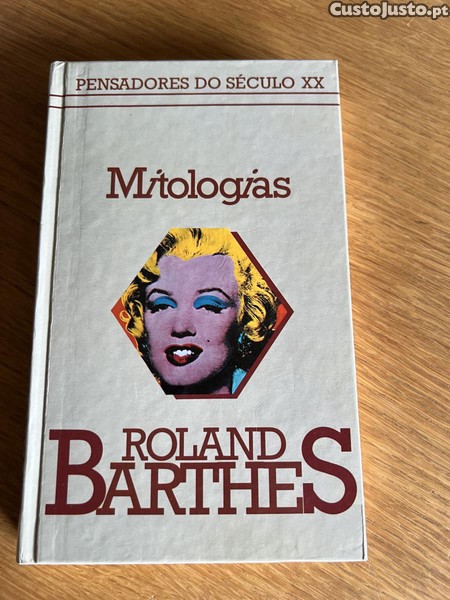 CustoJusto.pt
PENSADORES DO SÉCULO XX
Mitologias
ROLAND
BARTHES